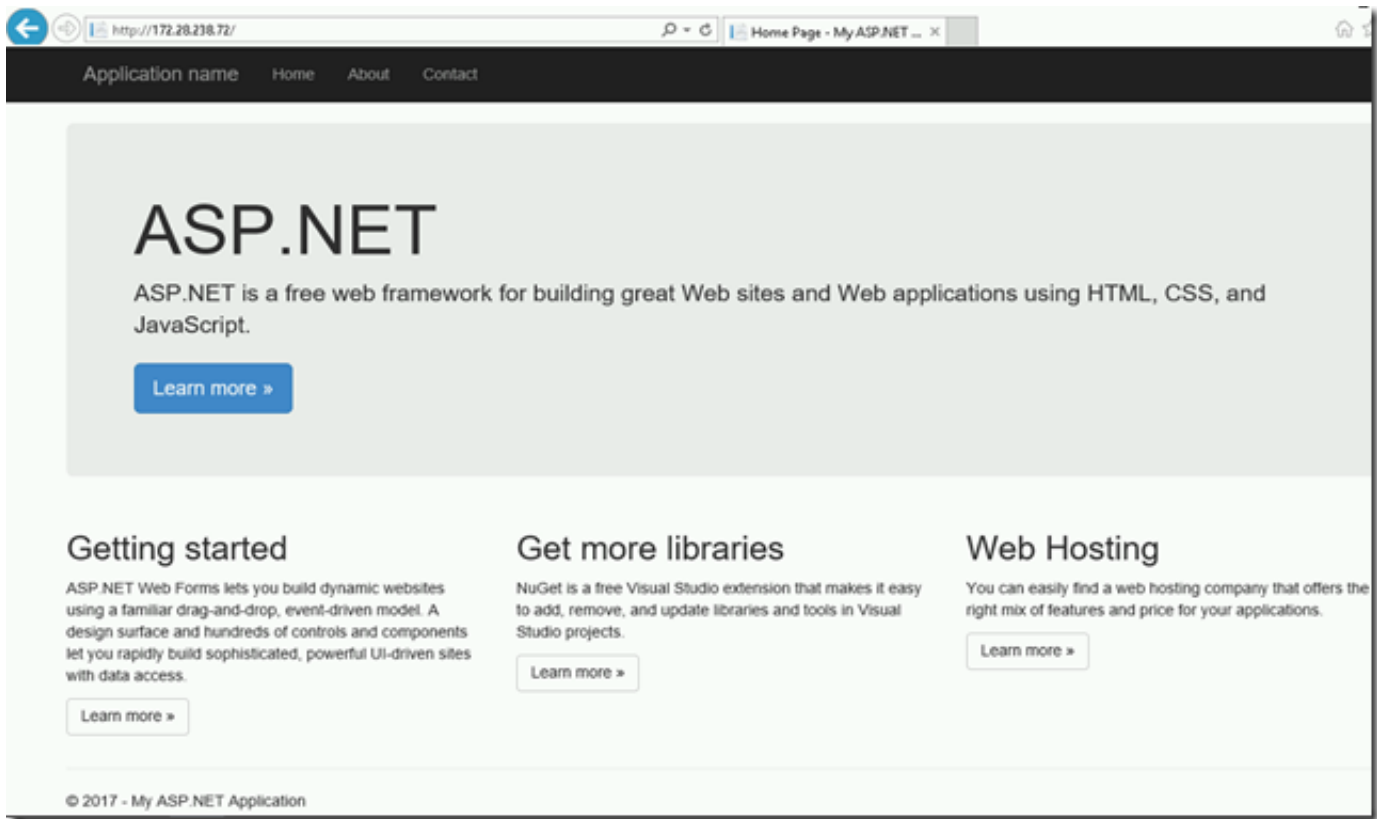 http://172.28.238.72/
Home Page - My ASP.NET ...
Application name Home About Contact
ASP.NET
ASP.NET is a free web framework for building great Web sites and Web applications using HTML, CSS, and
JavaScript.
Learn more »
Getting started
ASP.NET Web Forms lets you build dynamic websites
using a familiar drag-and-drop, event-driven model. A
design surface and hundreds of controls and components
let you rapidly build sophisticated, powerful UI-driven sites
with data access.
Learn more »
Get more libraries
NuGet is a free Visual Studio extension that makes it easy
to add, remove, and update libraries and tools in Visual
Studio projects.
Learn more »
Web Hosting
You can easily find a web hosting company that offers the
right mix of features and price for your applications.
Learn more »
© 2017 - My ASP.NET Application